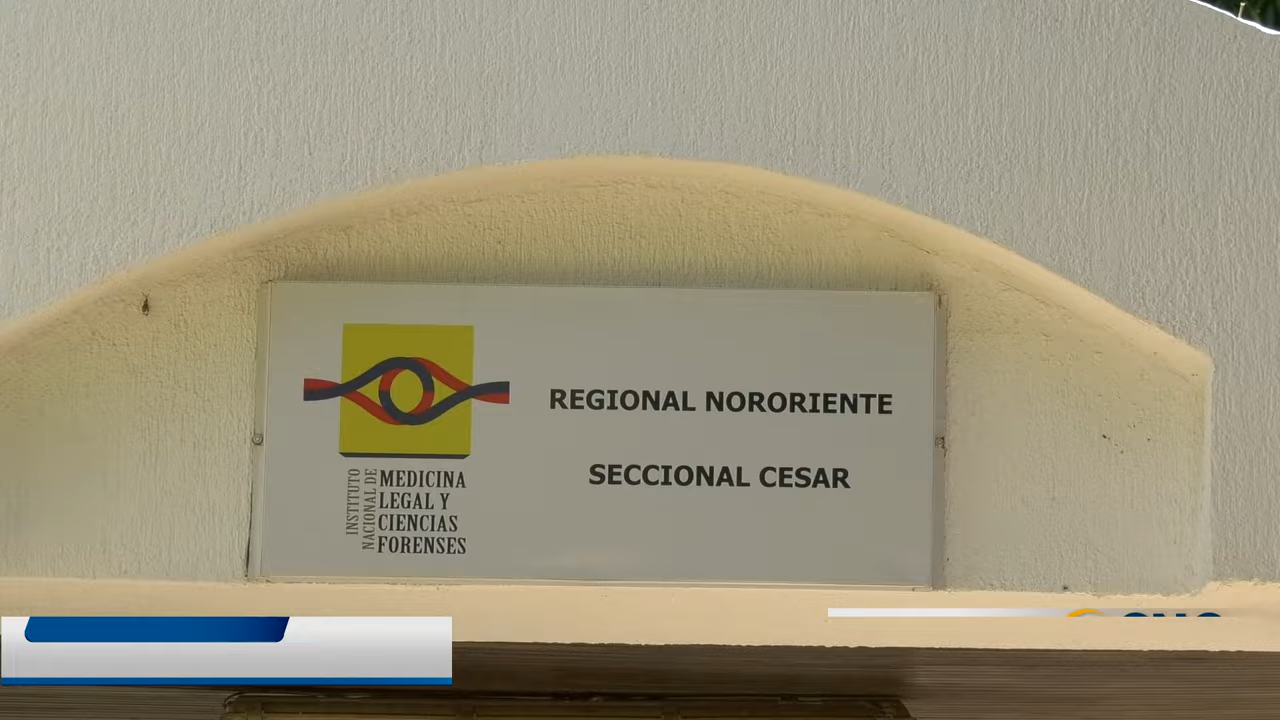 INSTITUTO
NACIONAL DE
MEDICINA
LEGAL Y
CIENCIAS
FORENSES
REGIONAL NORORIENTE
SECCIONAL CESAR